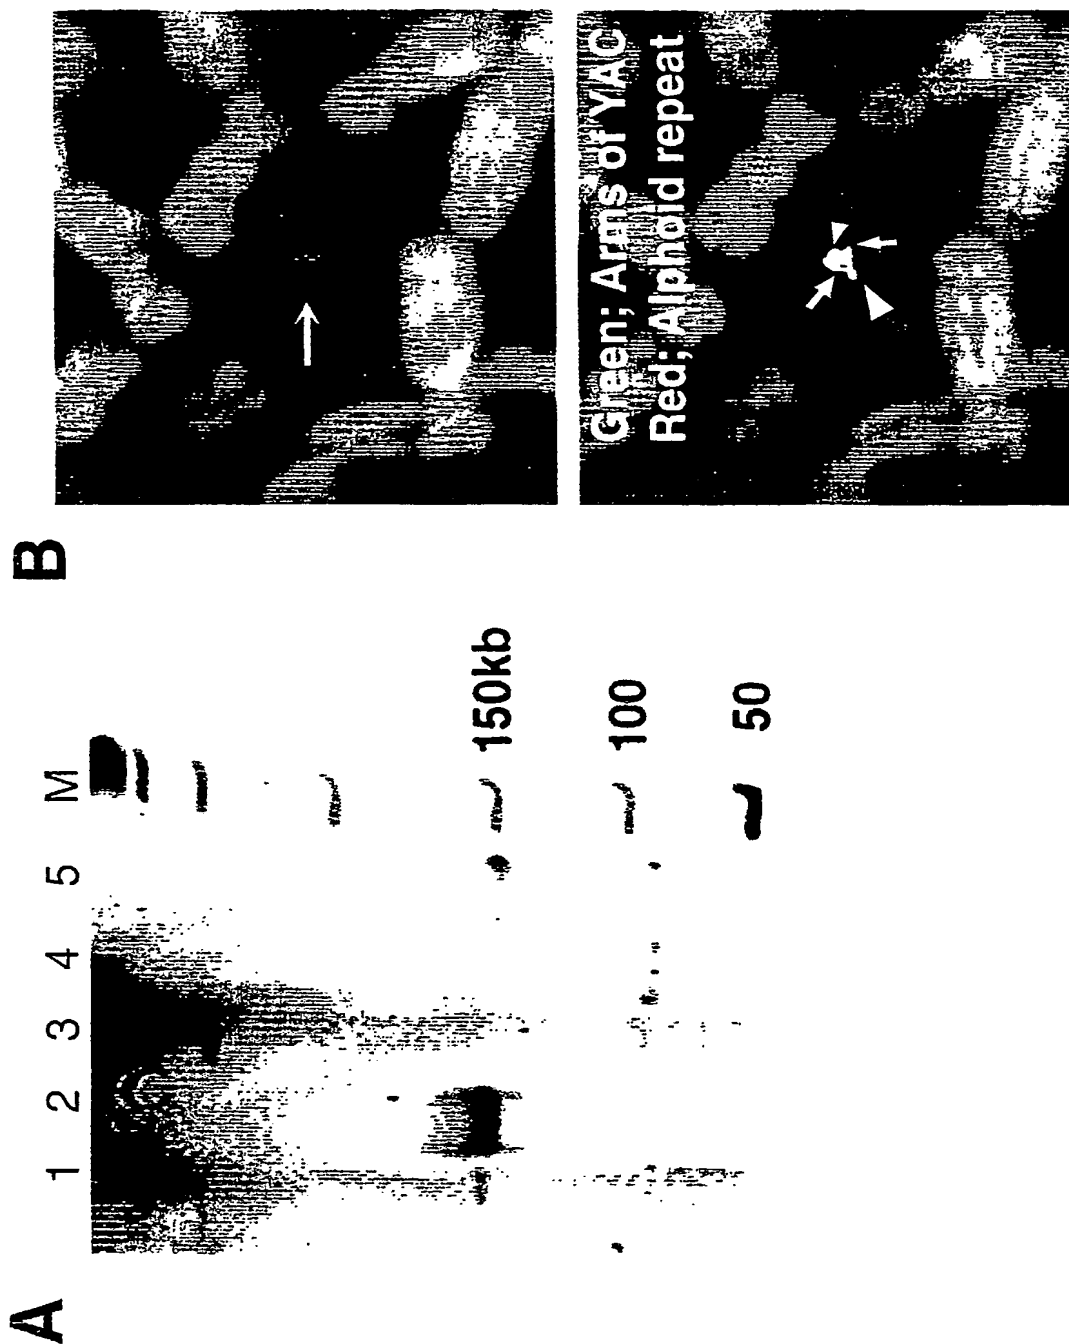 A
1 2 3 4 5 M
150kb
100
50
B
Green; Arms of YAC
Red; Alphoid repeat